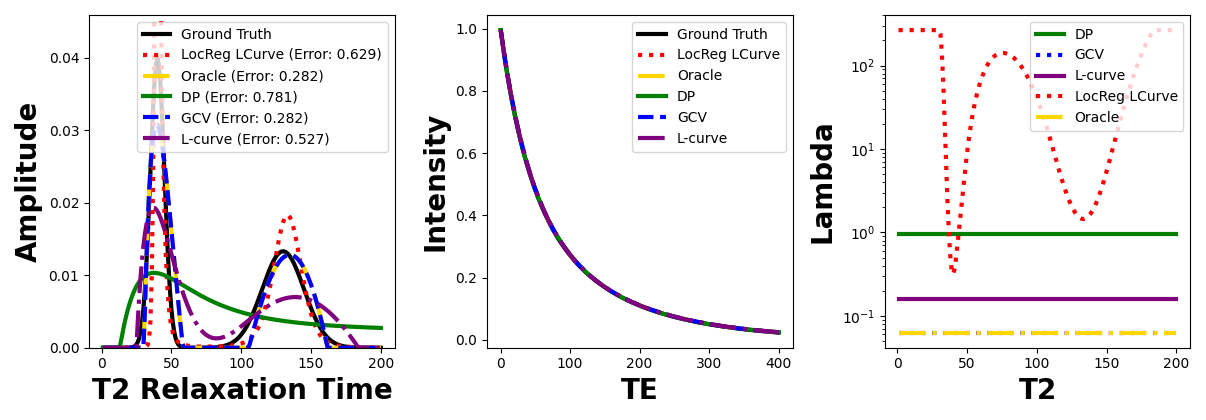 Amplitude
0.04
0.03
0.02
0.01
0.00
0
50
100
150
200
T2 Relaxation Time
Ground Truth
LocReg LCurve (Error: 0.629)
Oracle (Error: 0.282)
DP (Error: 0.781)
GCV (Error: 0.282)
L-curve (Error: 0.527)
Intensity
1.0
0.8
0.6
0.4
0.2
0.0
0
100
200
300
400
TE
Ground Truth
LocReg LCurve
Oracle
DP
GCV
L-curve
Lambda
10²
10¹
10⁰
10⁻¹
0
50
100
150
200
T2
DP
GCV
L-curve
LocReg LCurve
Oracle